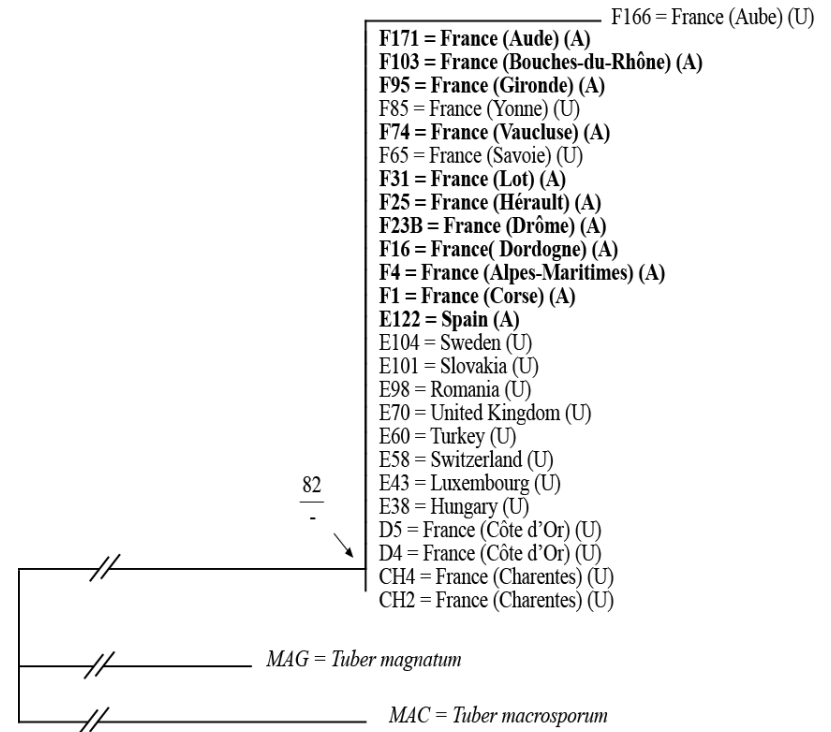 F166 = France (Aube) (U)
F171 = France (Aude) (A)
F103 = France (Bouches-du-Rhône) (A)
F95 = France (Gironde) (A)
F85 = France (Yonne) (U)
F74 = France (Vaucluse) (A)
F65 = France (Savoie) (U)
F31 = France (Lot) (A)
F25 = France (Hérault) (A)
F23B = France (Drôme) (A)
F16 = France( Dordogne) (A)
F4 = France (Alpes-Maritimes) (A)
F1 = France (Corse) (A)
E122 = Spain (A)
E104 = Sweden (U)
E101 = Slovakia (U)
E98 = Romania (U)
E70 = United Kingdom (U)
E60 = Turkey (U)
E58 = Switzerland (U)
E43 = Luxembourg (U)
E38 = Hungary (U)
D5 = France (Côte d’Or) (U)
D4 = France (Côte d’Or) (U)
CH4 = France (Charentes) (U)
CH2 = France (Charentes) (U)
82
-
MAG = Tuber magnatum
MAC = Tuber macrosporum